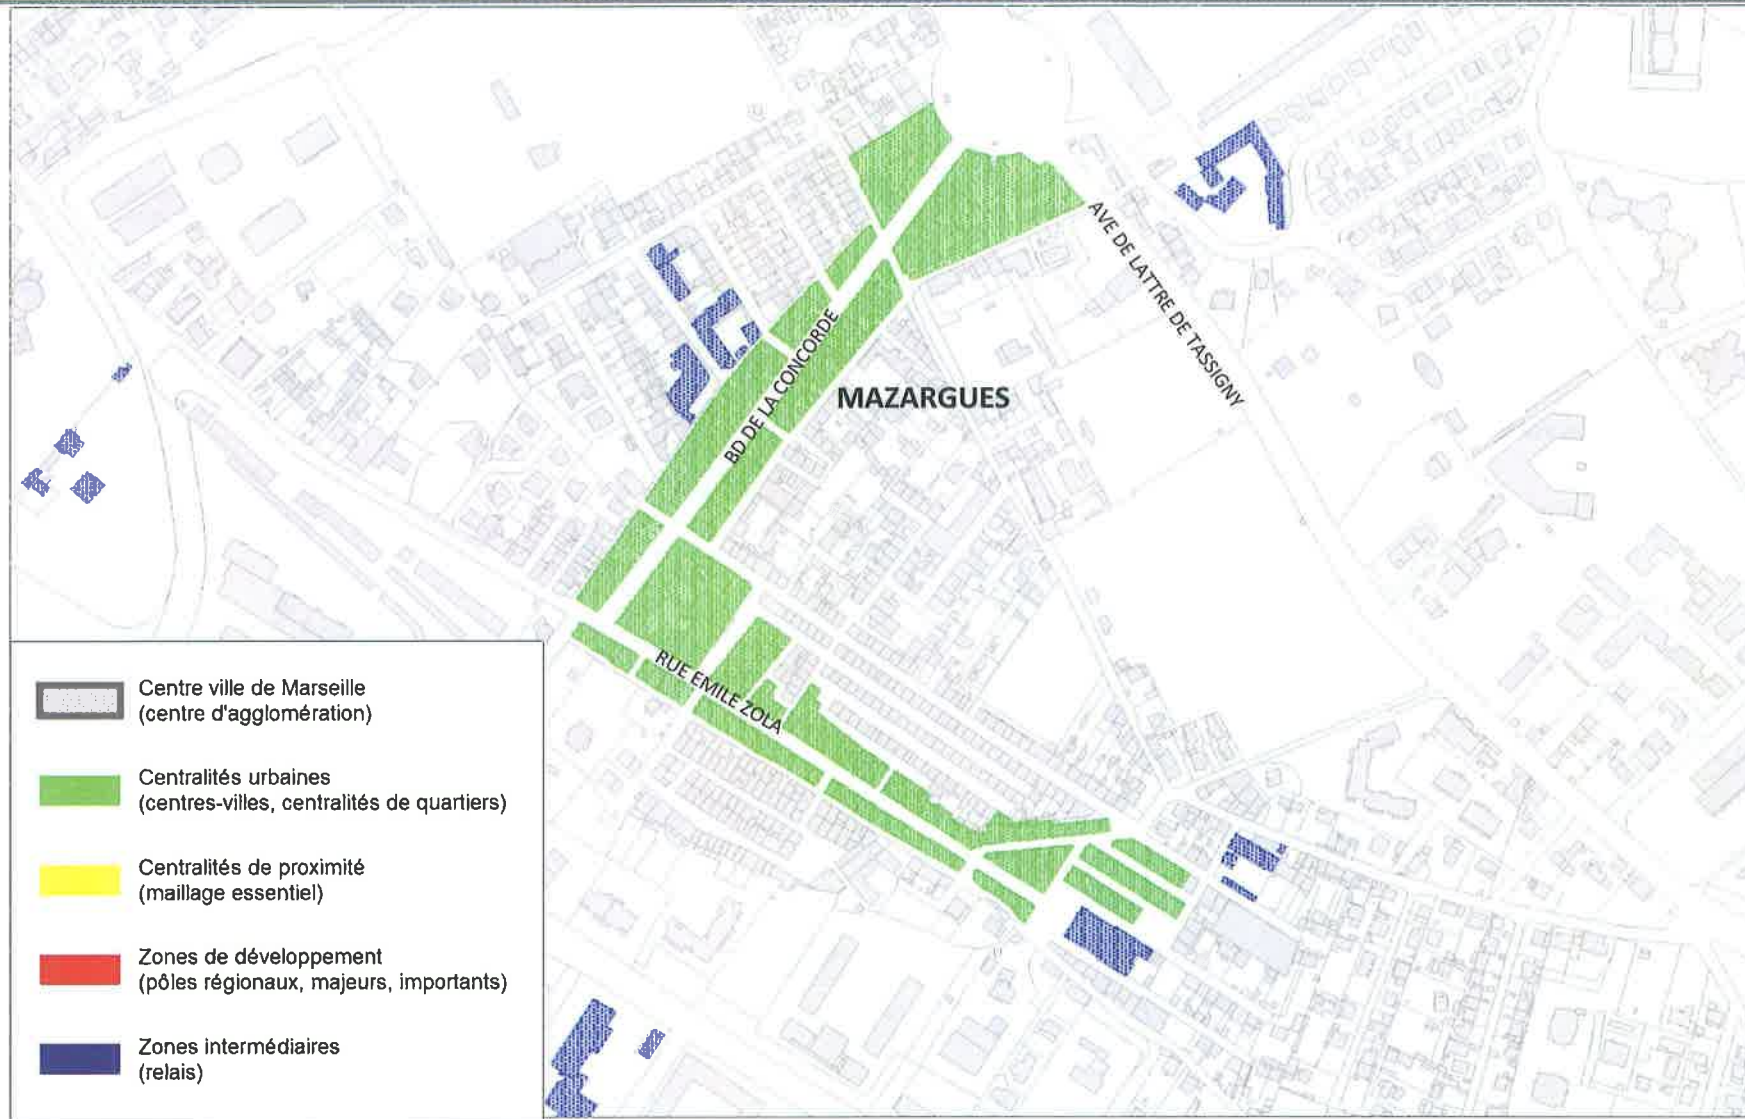 AVE DE LATTRE DE TASSIGNY
BD DE LA CONCORDE
MAZARGUES
RUE EMILE ZOLA
Centre ville de Marseille
(centre d'agglomération)
Centralités urbaines
(centres-villes, centralités de quartiers)
Centralités de proximité
(maillage essentiel)
Zones de développement
(pôles régionaux, majeurs, importants)
Zones intermédiaires
(relais)